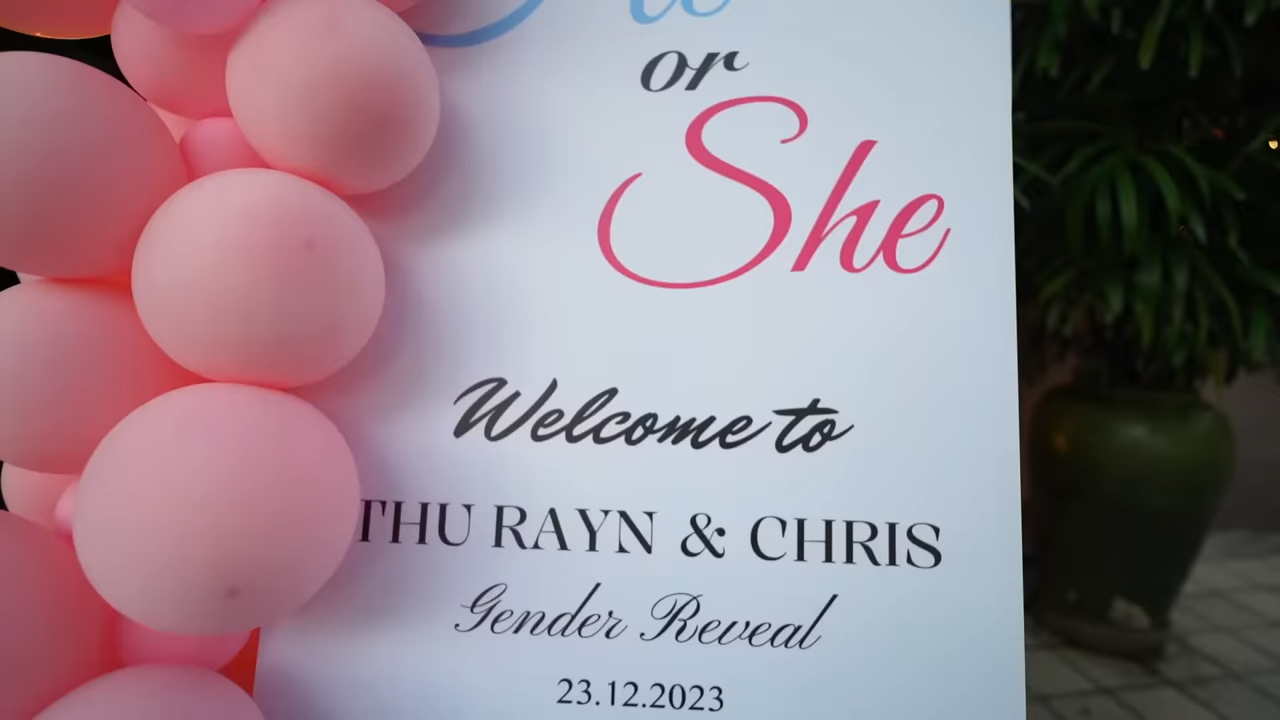 or
She
Welcome to
THU RAYN & CHRIS
Gender Reveal
23.12.2023